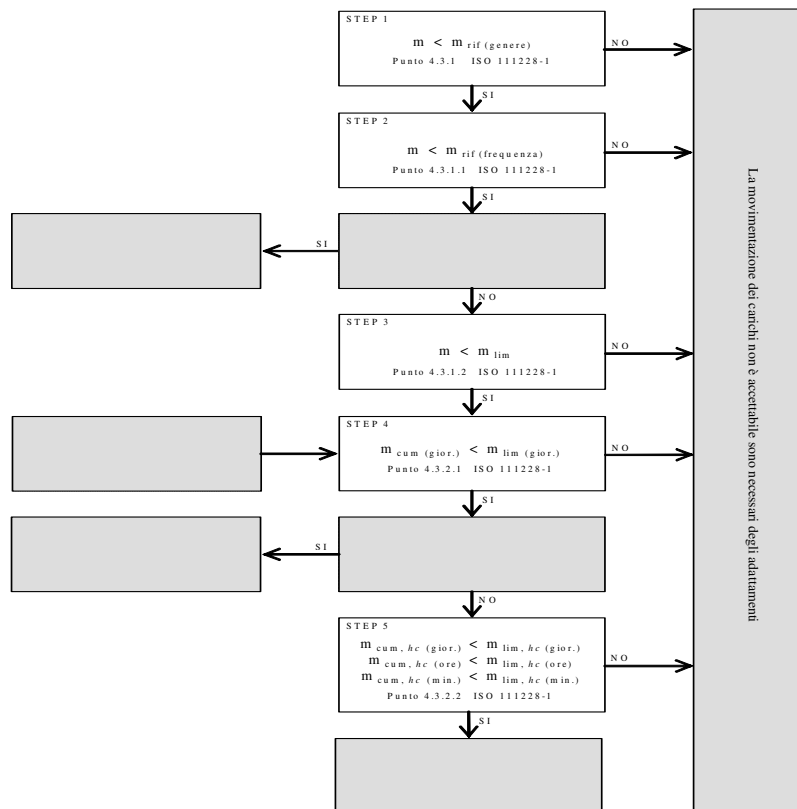 STEP 1
m < m rif (genere)
Punto 4.3.1 ISO 111228-1
NO
SI
STEP 2
m < m rif (frequenza)
Punto 4.3.1.1 ISO 111228-1
NO
SI
SI
NO
STEP 3
m < m lim
Punto 4.3.1.2 ISO 111228-1
NO
SI
STEP 4
m cum (gior.) < m lim (gior.)
Punto 4.3.2.1 ISO 111228-1
NO
SI
SI
NO
STEP 5
m cum, hc (gior.) < m lim, hc (gior.)
m cum, hc (ore) < m lim, hc (ore)
m cum, hc (min.) < m lim, hc (min.)
Punto 4.3.2.2 ISO 111228-1
NO
SI
La movimentazione dei carichi non è accettabile sono necessari degli adattamenti